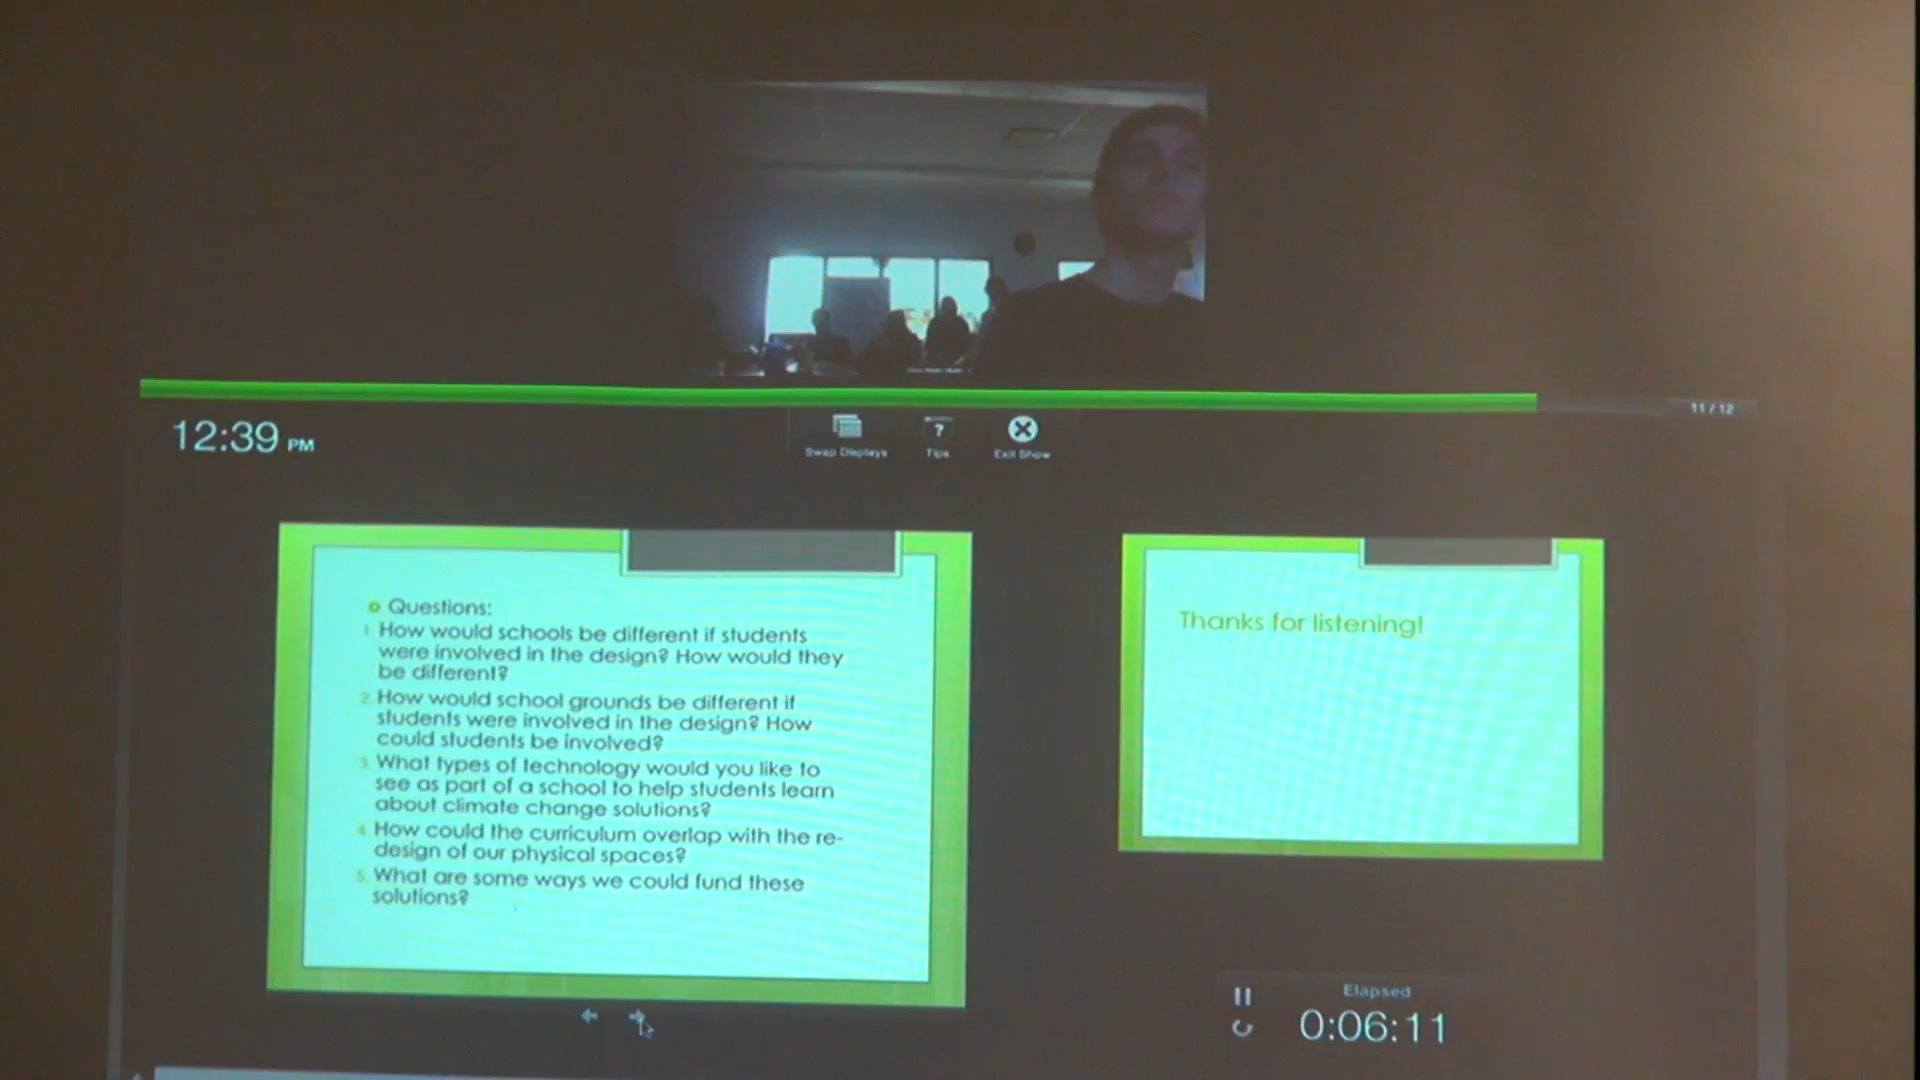 11 / 12
12:39 PM
Swap Displays
Tips
Exit Show
Questions:
1. How would schools be different if students
were involved in the design? How would they
be different?
2. How would school grounds be different if
students were involved in the design? How
could students be involved?
3. What types of technology would you like to
see as part of a school to help students learn
about climate change solutions?
4. How could the curriculum overlap with the re-
design of our physical spaces?
5. What are some ways we could fund these
solutions?
Thanks for listening!
Elapsed
0:06:11